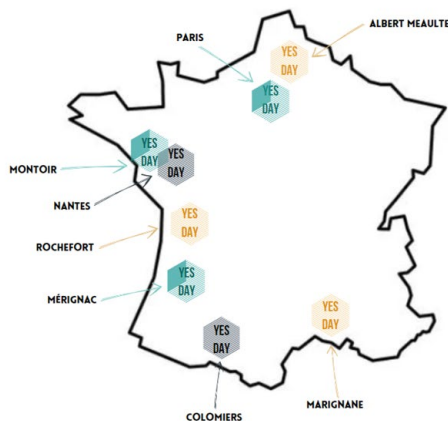 ALBERT MEAULTE
PARIS
YES
DAY
YES
DAY
YES
DAY
YES
DAY
MONTOIR
NANTES
YES
DAY
ROCHEFORT
YES
DAY
MÉRIGNAC
YES
DAY
YES
DAY
MARIGNANE
COLOMIERS